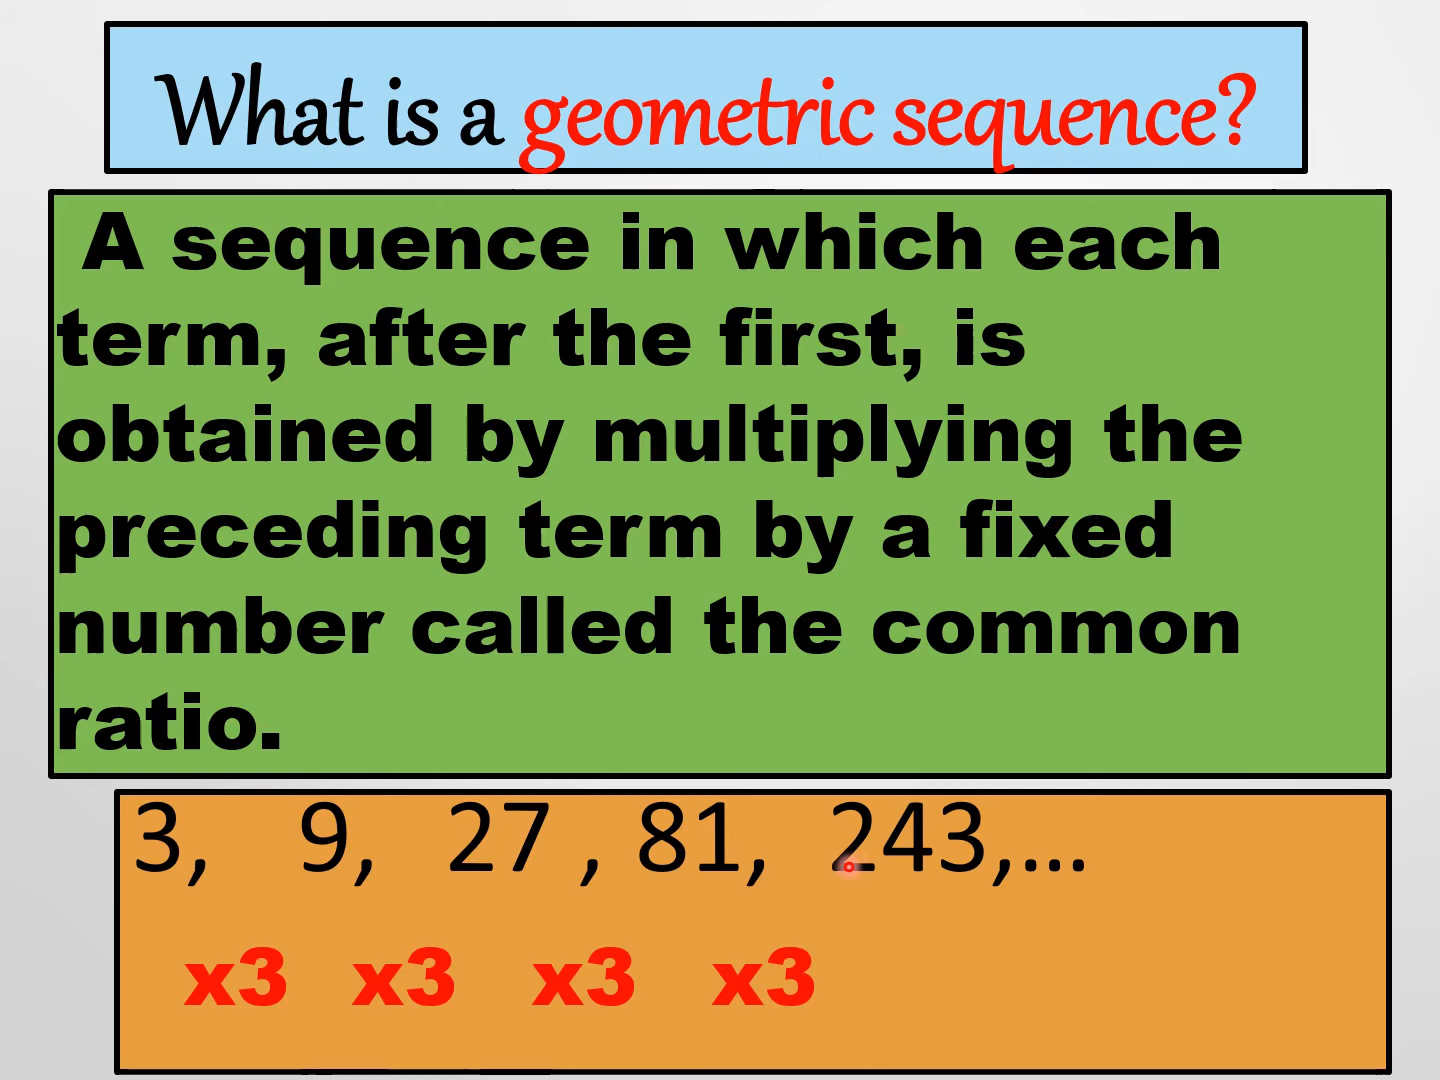 What is a geometric sequence?
A sequence in which each
term, after the first, is
obtained by multiplying the
preceding term by a fixed
number called the common
ratio.
3, 9, 27 , 81, 243,...
x3 x3 x3 x3